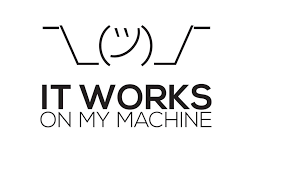 ¯\_(ツ)_/¯
IT WORKS
ON MY MACHINE